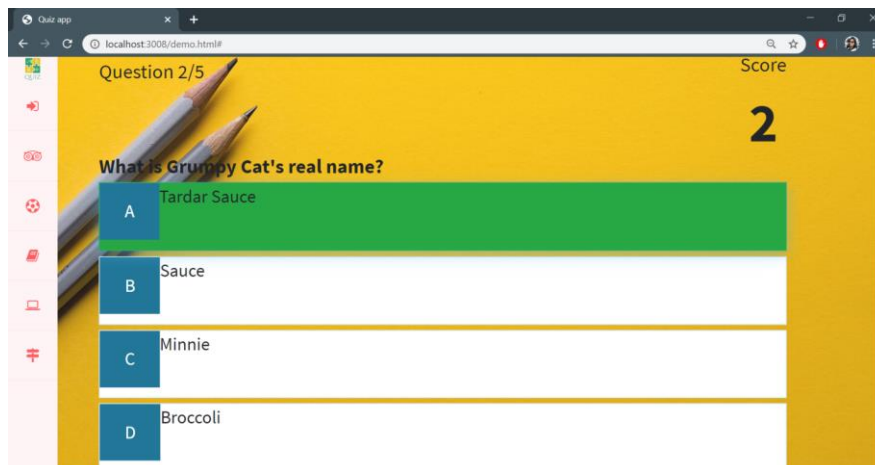 Quiz app
localhost:3008/demo.html#
Question 2/5
Score
2
What is Grumpy Cat's real name?
A
Tardar Sauce
B
Sauce
C
Minnie
D
Broccoli